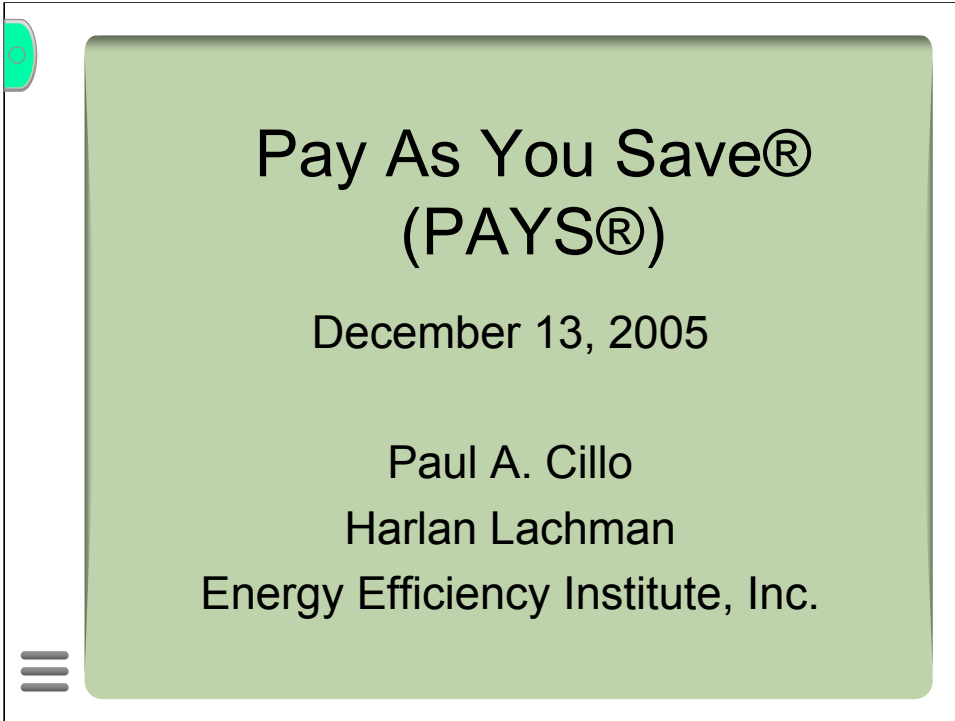 Pay As You Save®
(PAYS®)
December 13, 2005
Paul A. Cillo
Harlan Lachman
Energy Efficiency Institute, Inc.